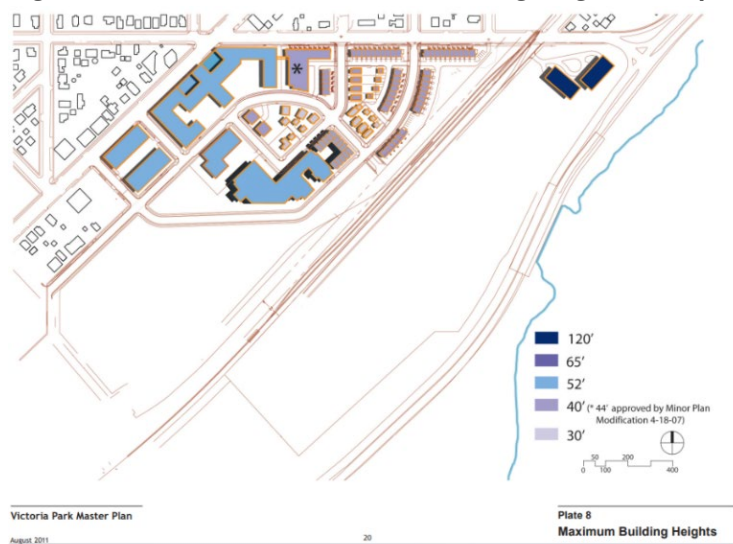 *
120'
65'
52'
40' (* 44' approved by Minor Plan
Modification 4-18-07)
30'
50 200
0 100 400
Victoria Park Master Plan
Plate 8
Maximum Building Heights
August 2011
20